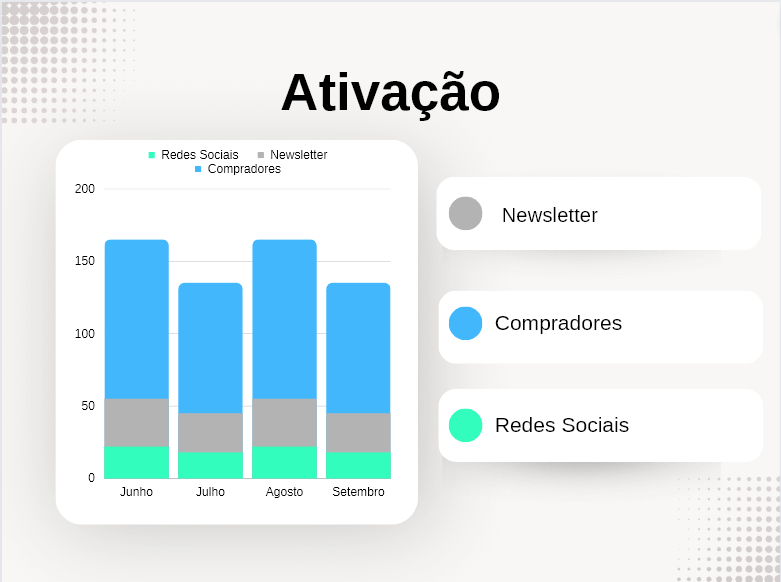 Ativação
Redes Sociais Newsletter
Compradores
200
150
100
50
0
Junho Julho Agosto Setembro
Newsletter
Compradores
Redes Sociais